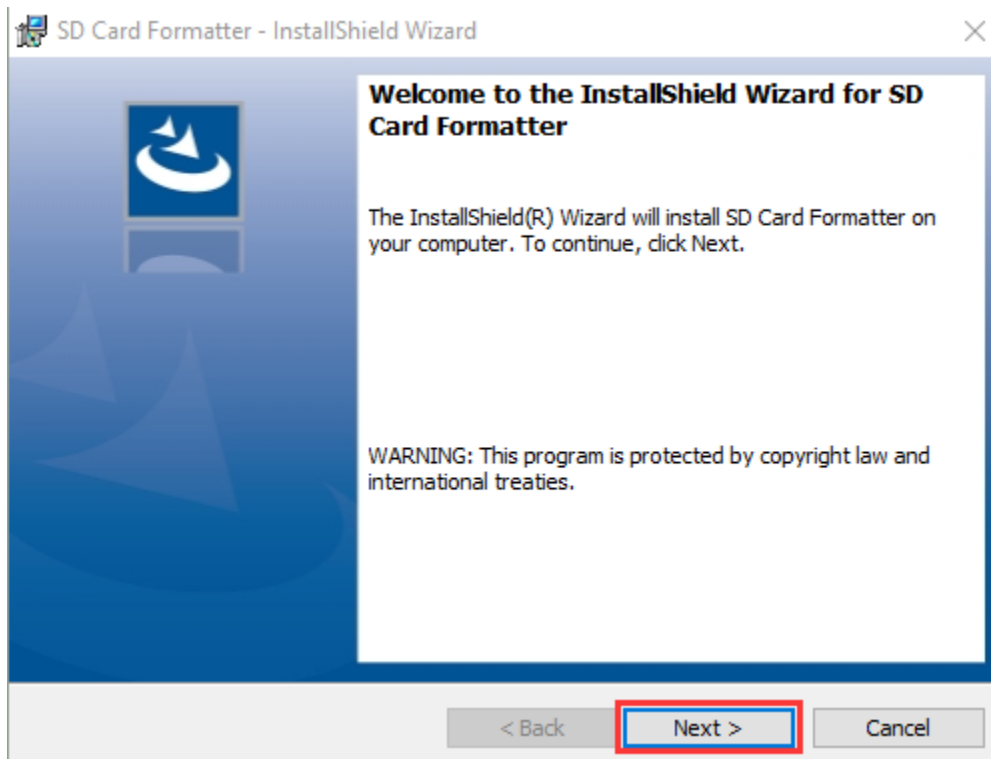 SD Card Formatter - InstallShield Wizard
Welcome to the InstallShield Wizard for SD
Card Formatter
The InstallShield(R) Wizard will install SD Card Formatter on
your computer. To continue, click Next.
WARNING: This program is protected by copyright law and
international treaties.
< Back Next > Cancel